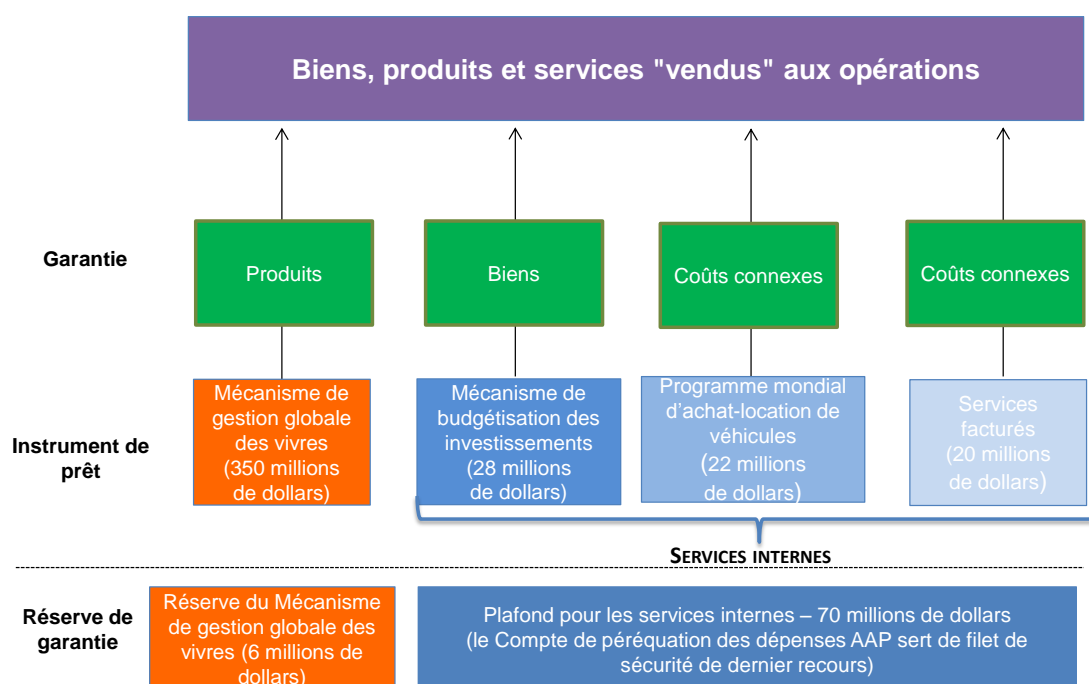 Biens, produits et services "vendus" aux opérations
Garantie
Produits
Biens
Coûts connexes
Coûts connexes
Instrument de
prêt
Mécanisme de
gestion globale
des vivres
(350 millions
de dollars)
Mécanisme de
budgétisation des
investissements
(28 millions
de dollars)
Programme mondial
d’achat-location de
véhicules
(22 millions
de dollars)
Services
facturés
(20 millions
de dollars)
SERVICES INTERNES
Réserve de
garantie
Réserve du Mécanisme
de gestion globale des
vivres (6 millions de
dollars)
Plafond pour les services internes – 70 millions de dollars
(le Compte de péréquation des dépenses AAP sert de filet de
sécurité de dernier recours)